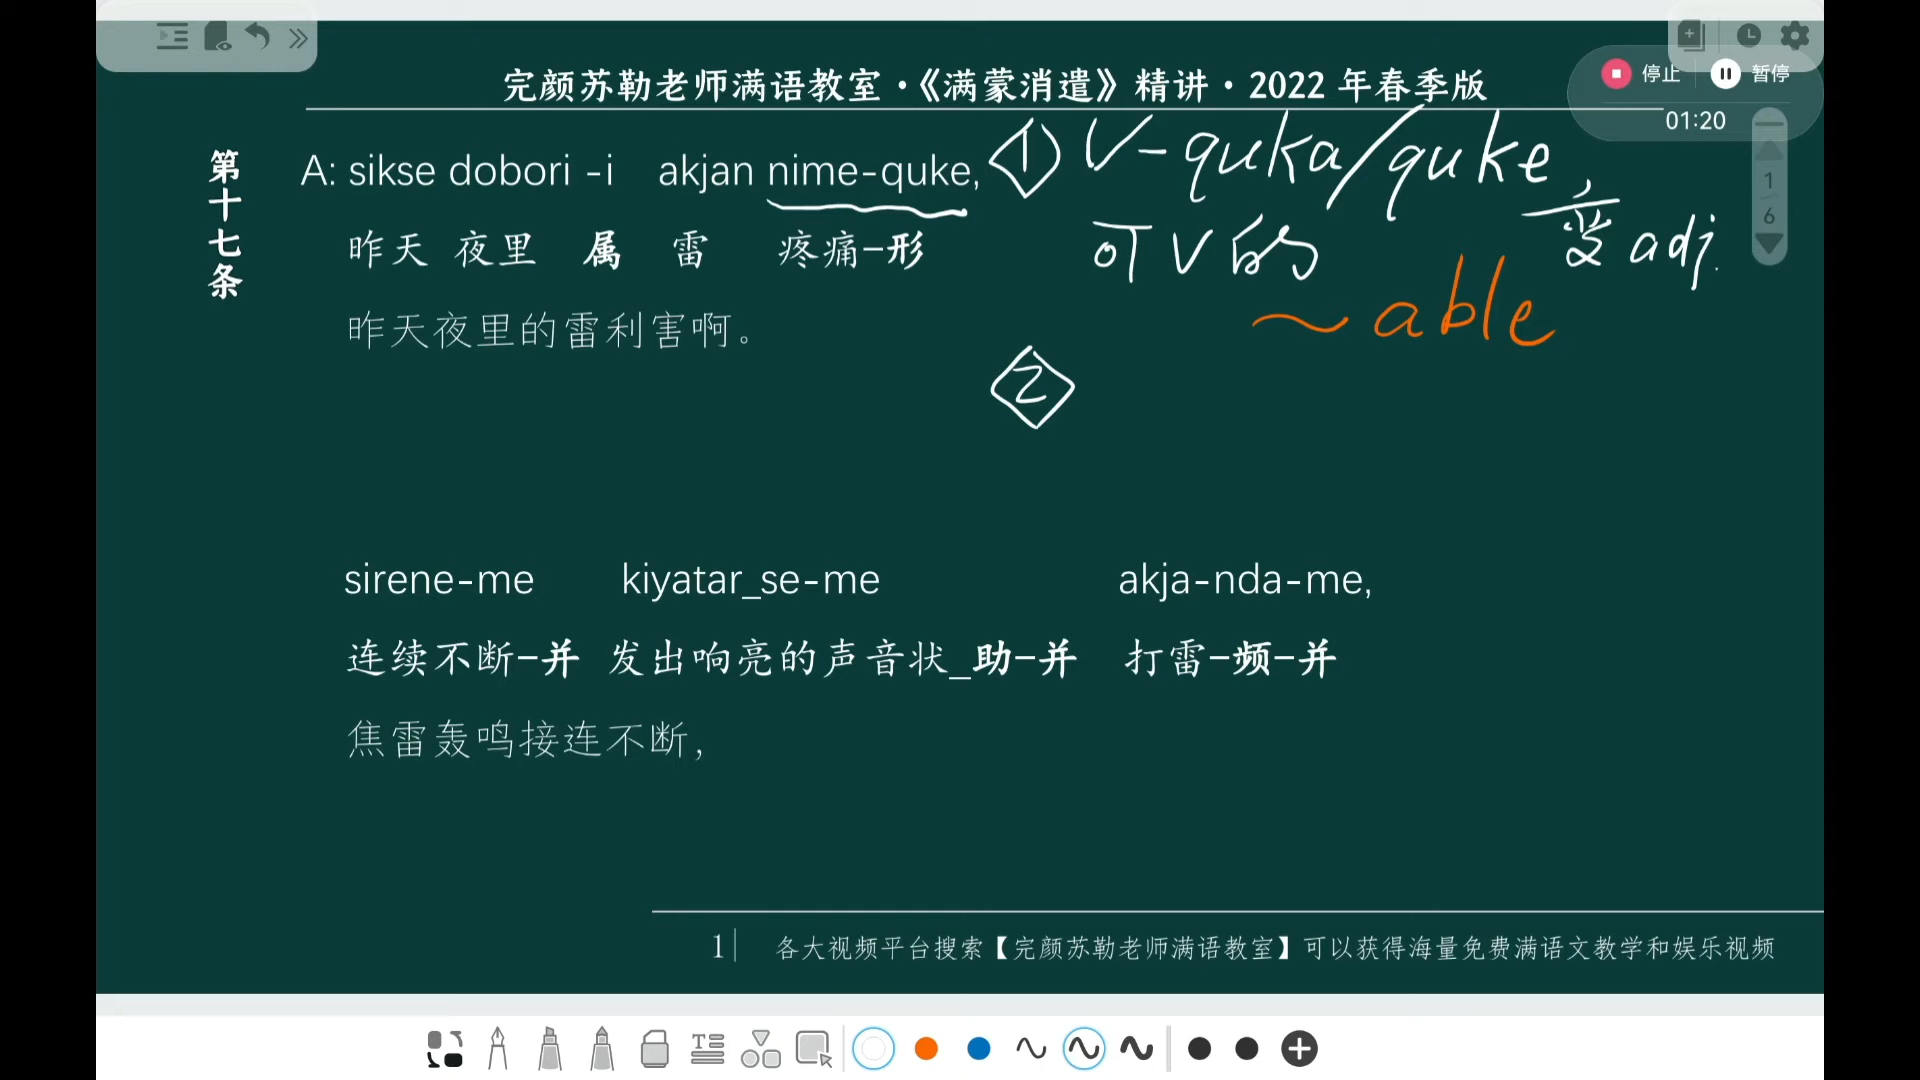 停止
暂停
01:20
完颜苏勒老师满语教室·《满蒙消遣》精讲·2022 年春季版
第十七条
A: sikse dobori -i akjan nime-quke,
① V-quka/quke, 变 adj.
昨天 夜里 属 雷 疼痛-形
可V的
~able
昨天夜里的雷利害啊。
②
1
6
sirene-me kiyatar_se-me akja-nda-me,
连续不断-并 发出响亮的声音状_助-并 打雷-频-并
焦雷轰鸣接连不断,
1 各大视频平台搜索【完颜苏勒老师满语教室】可以获得海量免费满语文教学和娱乐视频